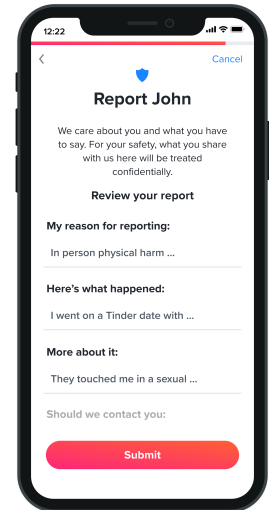 12:22
Cancel
Report John
We care about you and what you have
to say. For your safety, what you share
with us here will be treated
confidentially.
Review your report
My reason for reporting:
In person physical harm ...
Here's what happened:
I went on a Tinder date with ...
More about it:
They touched me in a sexual ...
Should we contact you:
Submit